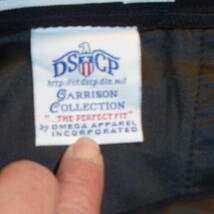 DSCP
http://ct.dscp.dla.mil
GARRISON
COLLECTION
"...THE PERFECT FIT"
by OMEGA APPAREL
INCORPORATED